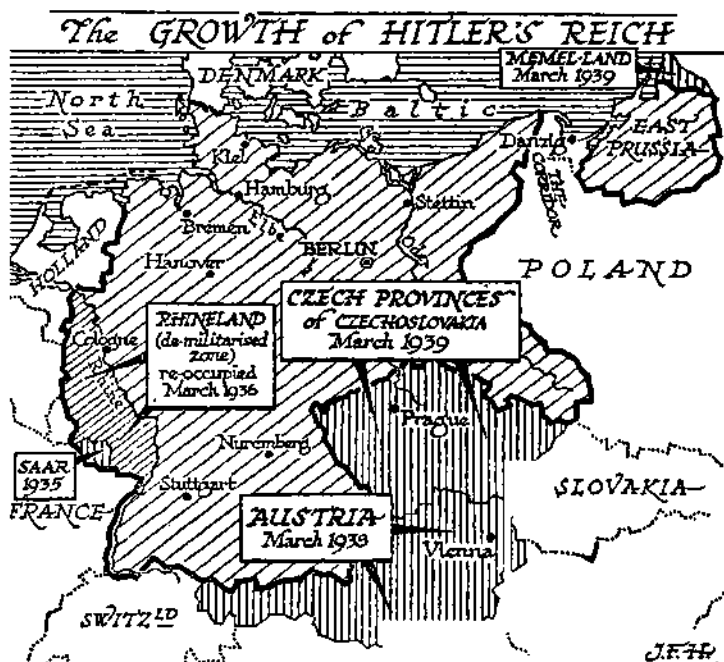 The GROWTH of HITLER'S REICH
MEMEL-LAND
March 1939
DENMARK
North
Sea
Baltic
EAST
PRUSSIA
Danzig
THE
CORRIDOR
Kiel
Hamburg
Stettin
Bremen
Elbe
Oder
HOLLAND
Hanover
BERLIN
POLAND
CZECH PROVINCES
of CZECHOSLOVAKIA
March 1939
RHINELAND
(de-militarised
zone)
re-occupied
March 1936
Cologne
Rhine
Prague
Nuremberg
SAAR
1935
FRANCE
Stuttgart
SLOVAKIA
AUSTRIA
March 1938
Vienna
SWITZLD
J.F.H.